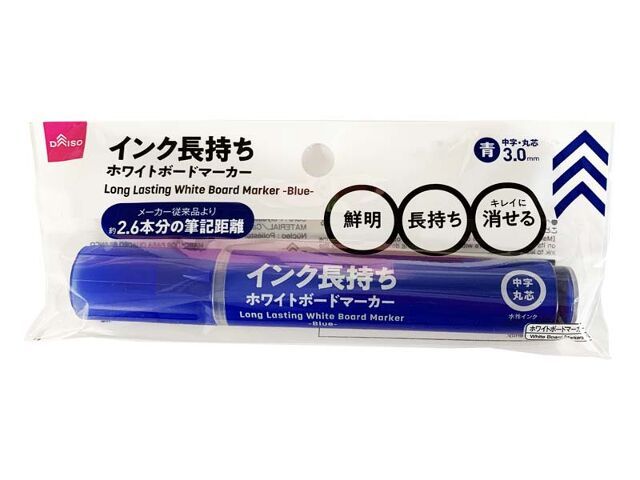 DAISO
インク長持ち
ホワイトボードマーカー
Long Lasting White Board Marker -Blue-
メーカー従来品より
約2.6本分の筆記距離
鮮明
長持ち
キレイに
消せる
青
中字・丸芯
3.0mm
インク長持ち
ホワイトボードマーカー
Long Lasting White Board Marker
-Blue-
中字
丸芯
水性インク
ホワイトボードマーカー
White Board Markers